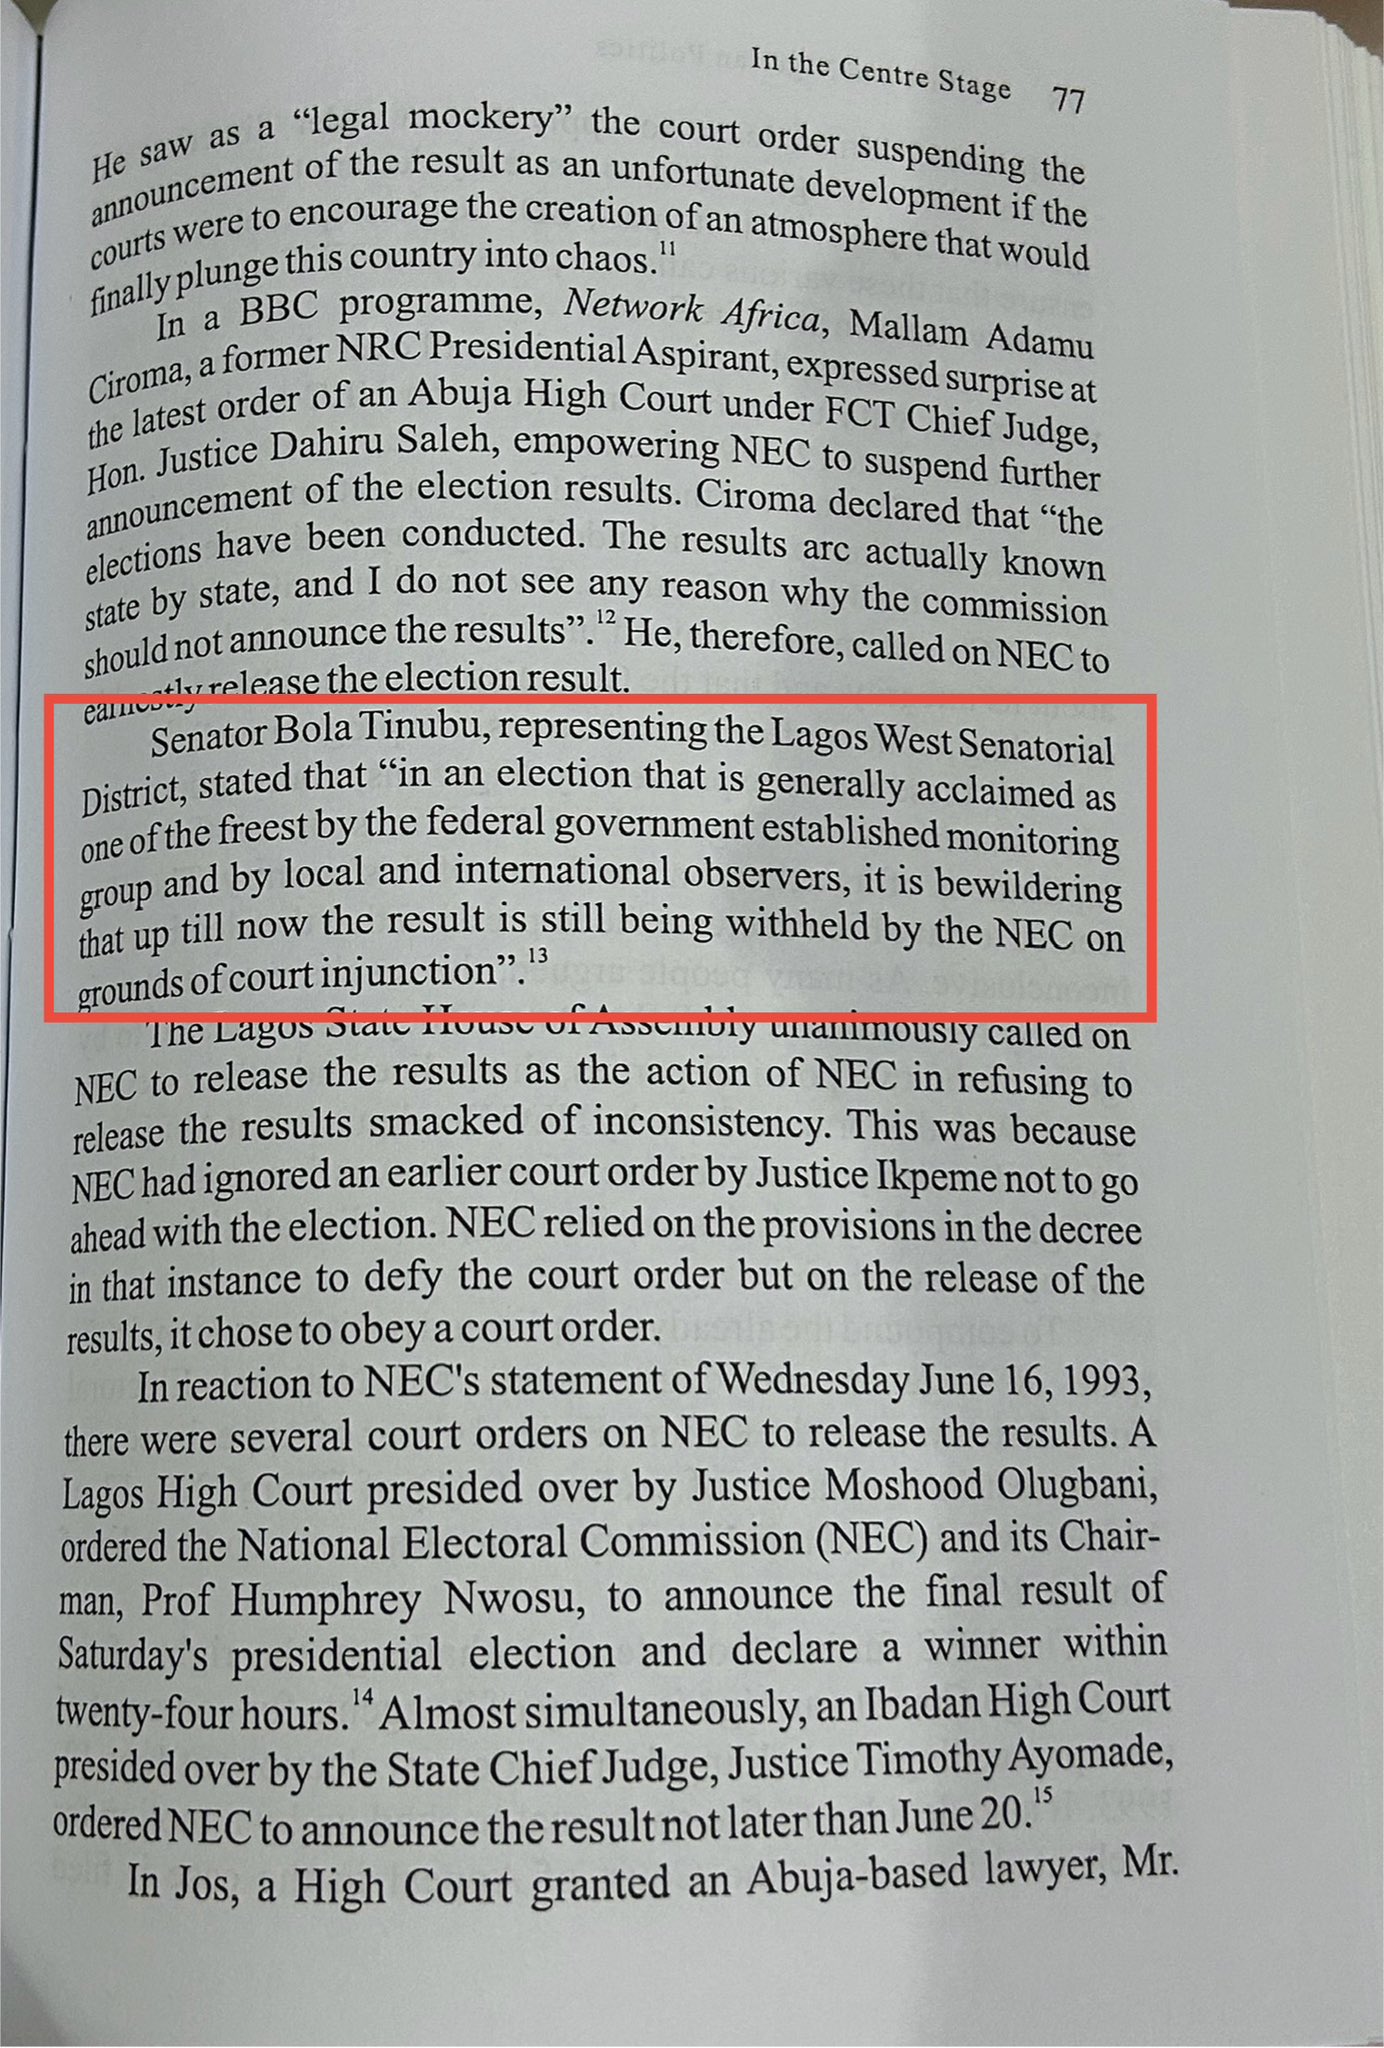 In the Centre Stage 77
He saw as a “legal mockery” the court order suspending the
announcement of the result as an unfortunate development if the
courts were to encourage the creation of an atmosphere that would
finally plunge this country into chaos.11
In a BBC programme, Network Africa, Mallam Adamu
Ciroma, a former NRC Presidential Aspirant, expressed surprise at
the latest order of an Abuja High Court under FCT Chief Judge,
Hon. Justice Dahiru Saleh, empowering NEC to suspend further
announcement of the election results. Ciroma declared that “the
elections have been conducted. The results arc actually known
state by state, and I do not see any reason why the commission
should not announce the results”.12 He, therefore, called on NEC to
earnestly release the election result.
Senator Bola Tinubu, representing the Lagos West Senatorial
District, stated that “in an election that is generally acclaimed as
one of the freest by the federal government established monitoring
group and by local and international observers, it is bewildering
that up till now the result is still being withheld by the NEC on
grounds of court injunction”.13
The Lagos State House of Assembly unanimously called on
NEC to release the results as the action of NEC in refusing to
release the results smacked of inconsistency. This was because
NEC had ignored an earlier court order by Justice Ikpeme not to go
ahead with the election. NEC relied on the provisions in the decree
in that instance to defy the court order but on the release of the
results, it chose to obey a court order.
In reaction to NEC's statement of Wednesday June 16, 1993,
there were several court orders on NEC to release the results. A
Lagos High Court presided over by Justice Moshood Olugbani,
ordered the National Electoral Commission (NEC) and its Chair-
man, Prof Humphrey Nwosu, to announce the final result of
Saturday's presidential election and declare a winner within
twenty-four hours.14 Almost simultaneously, an Ibadan High Court
presided over by the State Chief Judge, Justice Timothy Ayomade,
ordered NEC to announce the result not later than June 20.15
In Jos, a High Court granted an Abuja-based lawyer, Mr.